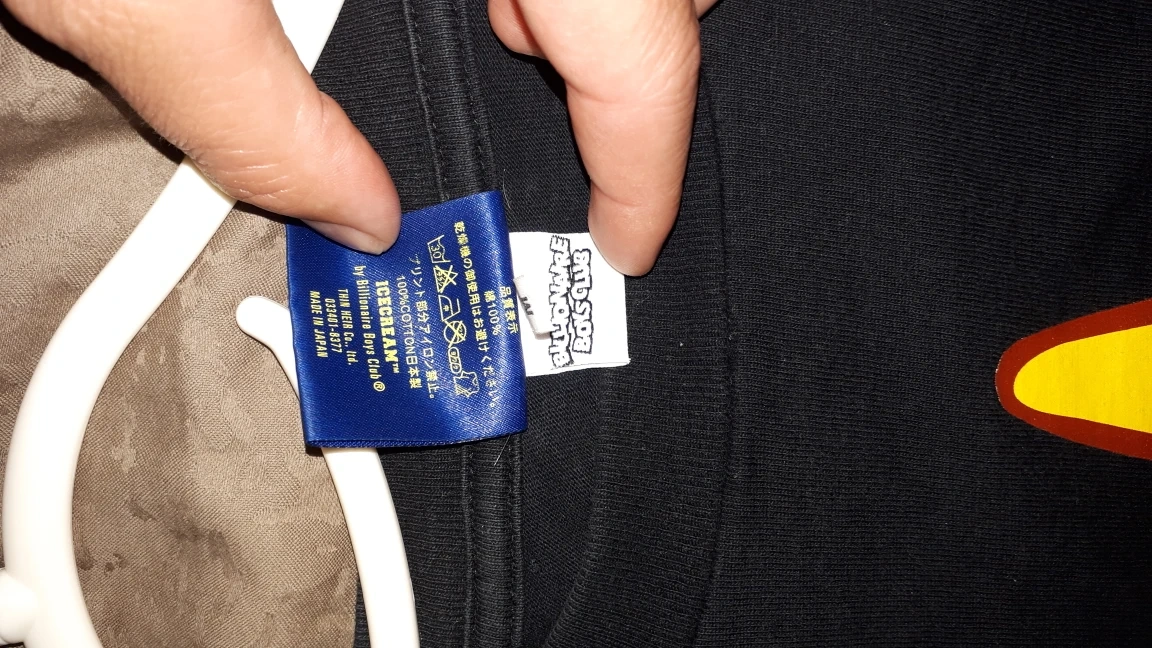 BILLIONAIRE
BOYS CLUB
M
品質表示
綿100%
乾燥機の御使用はお避けください。
30
プリント部分アイロン禁止。
100%COTTON日本製
ICECREAM™
by Billionaire Boys Club®
THIN HEIR Co., ltd.
033401-8377
MADE IN JAPAN